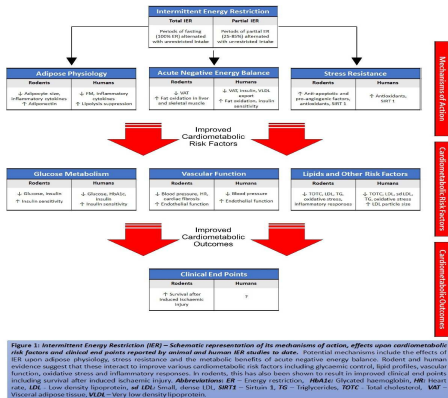 Intermittent Energy Restriction
Total IER
Partial IER
Periods of fasting
(100% ER) alternated
with unrestricted intake
Periods of partial ER
(25-85%) alternated with
unrestricted intake
Adipose Physiology
Rodents
Humans
↓ Adipocyte size,
inflammatory cytokines
↑ Adiponectin
↓ FM, inflammatory
cytokines
↑ Lipolysis suppression
Acute Negative Energy Balance
Rodents
Humans
↓ VAT
↑ Fat oxidation in liver
and skeletal muscle
↓ VAT, insulin, VLDL
export
↑ Fat oxidation, insulin
sensitivity
Stress Resistance
Rodents
Humans
↑ Anti-apoptotic and
pro-angiogenic factors,
antioxidants, SIRT 1
↑ Antioxidants,
SIRT 1
Mechanisms of Action
Improved
Cardiometabolic
Risk Factors
Glucose Metabolism
Rodents
Humans
↓ Glucose, insulin
↑ Insulin sensitivity
↓ Glucose, HbA1c,
insulin
↑ Insulin sensitivity
Vascular Function
Rodents
Humans
↓ Blood pressure, HR,
cardiac fibrosis
↑ Endothelial function
↓ Blood pressure
↑ Endothelial function
Lipids and Other Risk Factors
Rodents
Humans
↓ TOTC, LDL, TG,
oxidative stress,
inflammatory responses
↓ TOTC, LDL, sdLDL,
TG, oxidative stress
↑ LDL particle size
Cardiometabolic Risk Factors
Improved
Cardiometabolic
Outcomes
Clinical End Points
Rodents
Humans
↑ Survival after
induced ischaemic
injury
?
Cardiometabolic Outcomes
Figure 1: Intermittent Energy Restriction (IER) – Schematic representation of its mechanisms of action, effects upon cardiometabolic
risk factors and clinical end points reported by animal and human IER studies to date. Potential mechanisms include the effects of
IER upon adipose physiology, stress resistance and the metabolic benefits of acute negative energy balance. Rodent and human
evidence suggest that these interact to improve various cardiometabolic risk factors including glycaemic control, lipid profiles, vascular
function, oxidative stress and inflammatory responses. In rodents, this has also been shown to result in improved clinical end points
including survival after induced ischaemic injury. Abbreviations: ER – Energy restriction, HbA1c: Glycated haemoglobin, HR: Heart
rate, LDL - Low density lipoprotein, sd LDL: Small, dense LDL, SIRT1 – Sirtuin 1, TG – Triglycerides, TOTC – Total cholesterol, VAT –
Visceral adipose tissue, VLDL – Very low density lipoprotein.